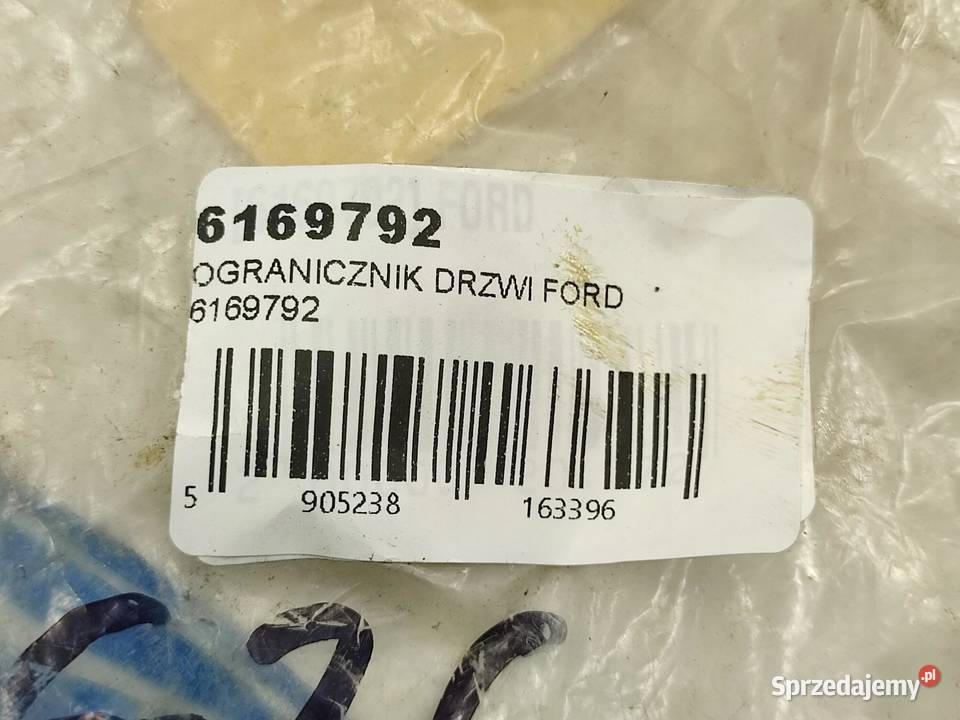 6169792
OGRANICZNIK DRZWI FORD
6169792
5 905238 163396
Sprzedajemy.pl